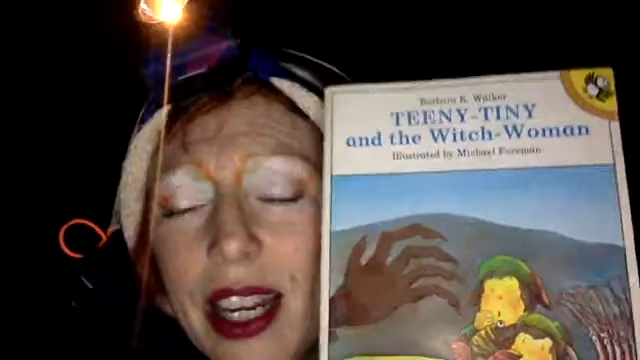 Barbara K. Walker
TEENY-TINY
and the Witch-Woman
Illustrated by Michael Foreman